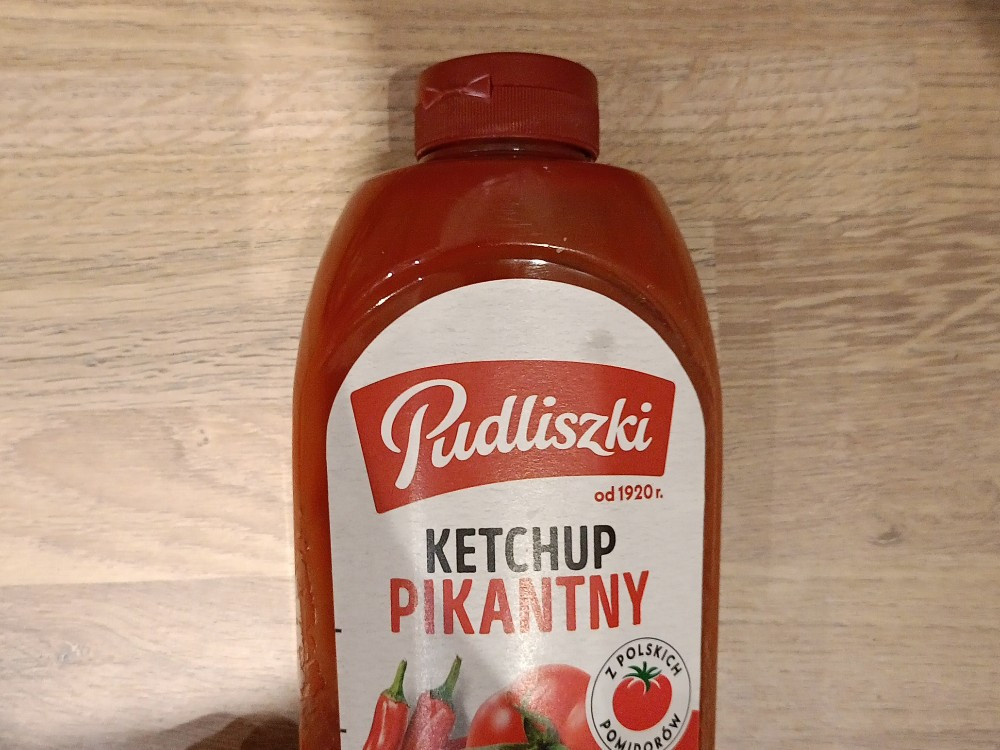 Pudliszki
od 1920 r.
KETCHUP
PIKANTNY
Z POLSKICH
POMIDORÓW